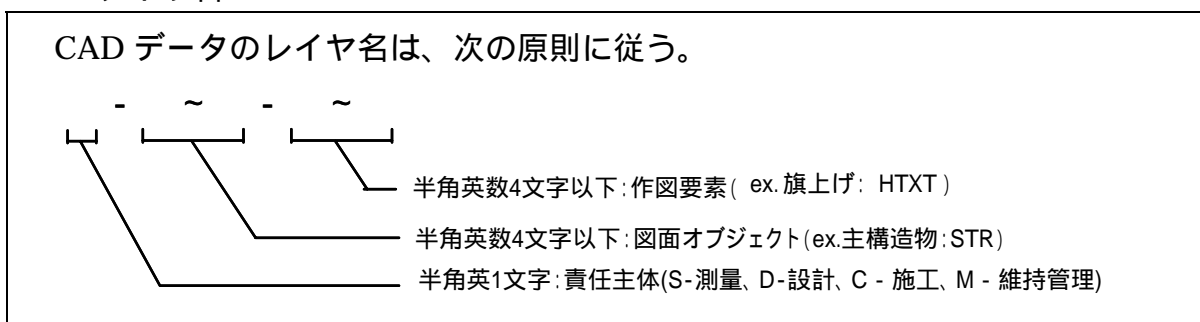 CAD データのレイヤ名は、次の原則に従う。
- ~ - ~
半角英数4文字以下:作図要素( ex.旗上げ: HTXT )
半角英数4文字以下:図面オブジェクト(ex.主構造物:STR)
半角英1文字:責任主体(S-測量、D-設計、C - 施工、M - 維持管理)